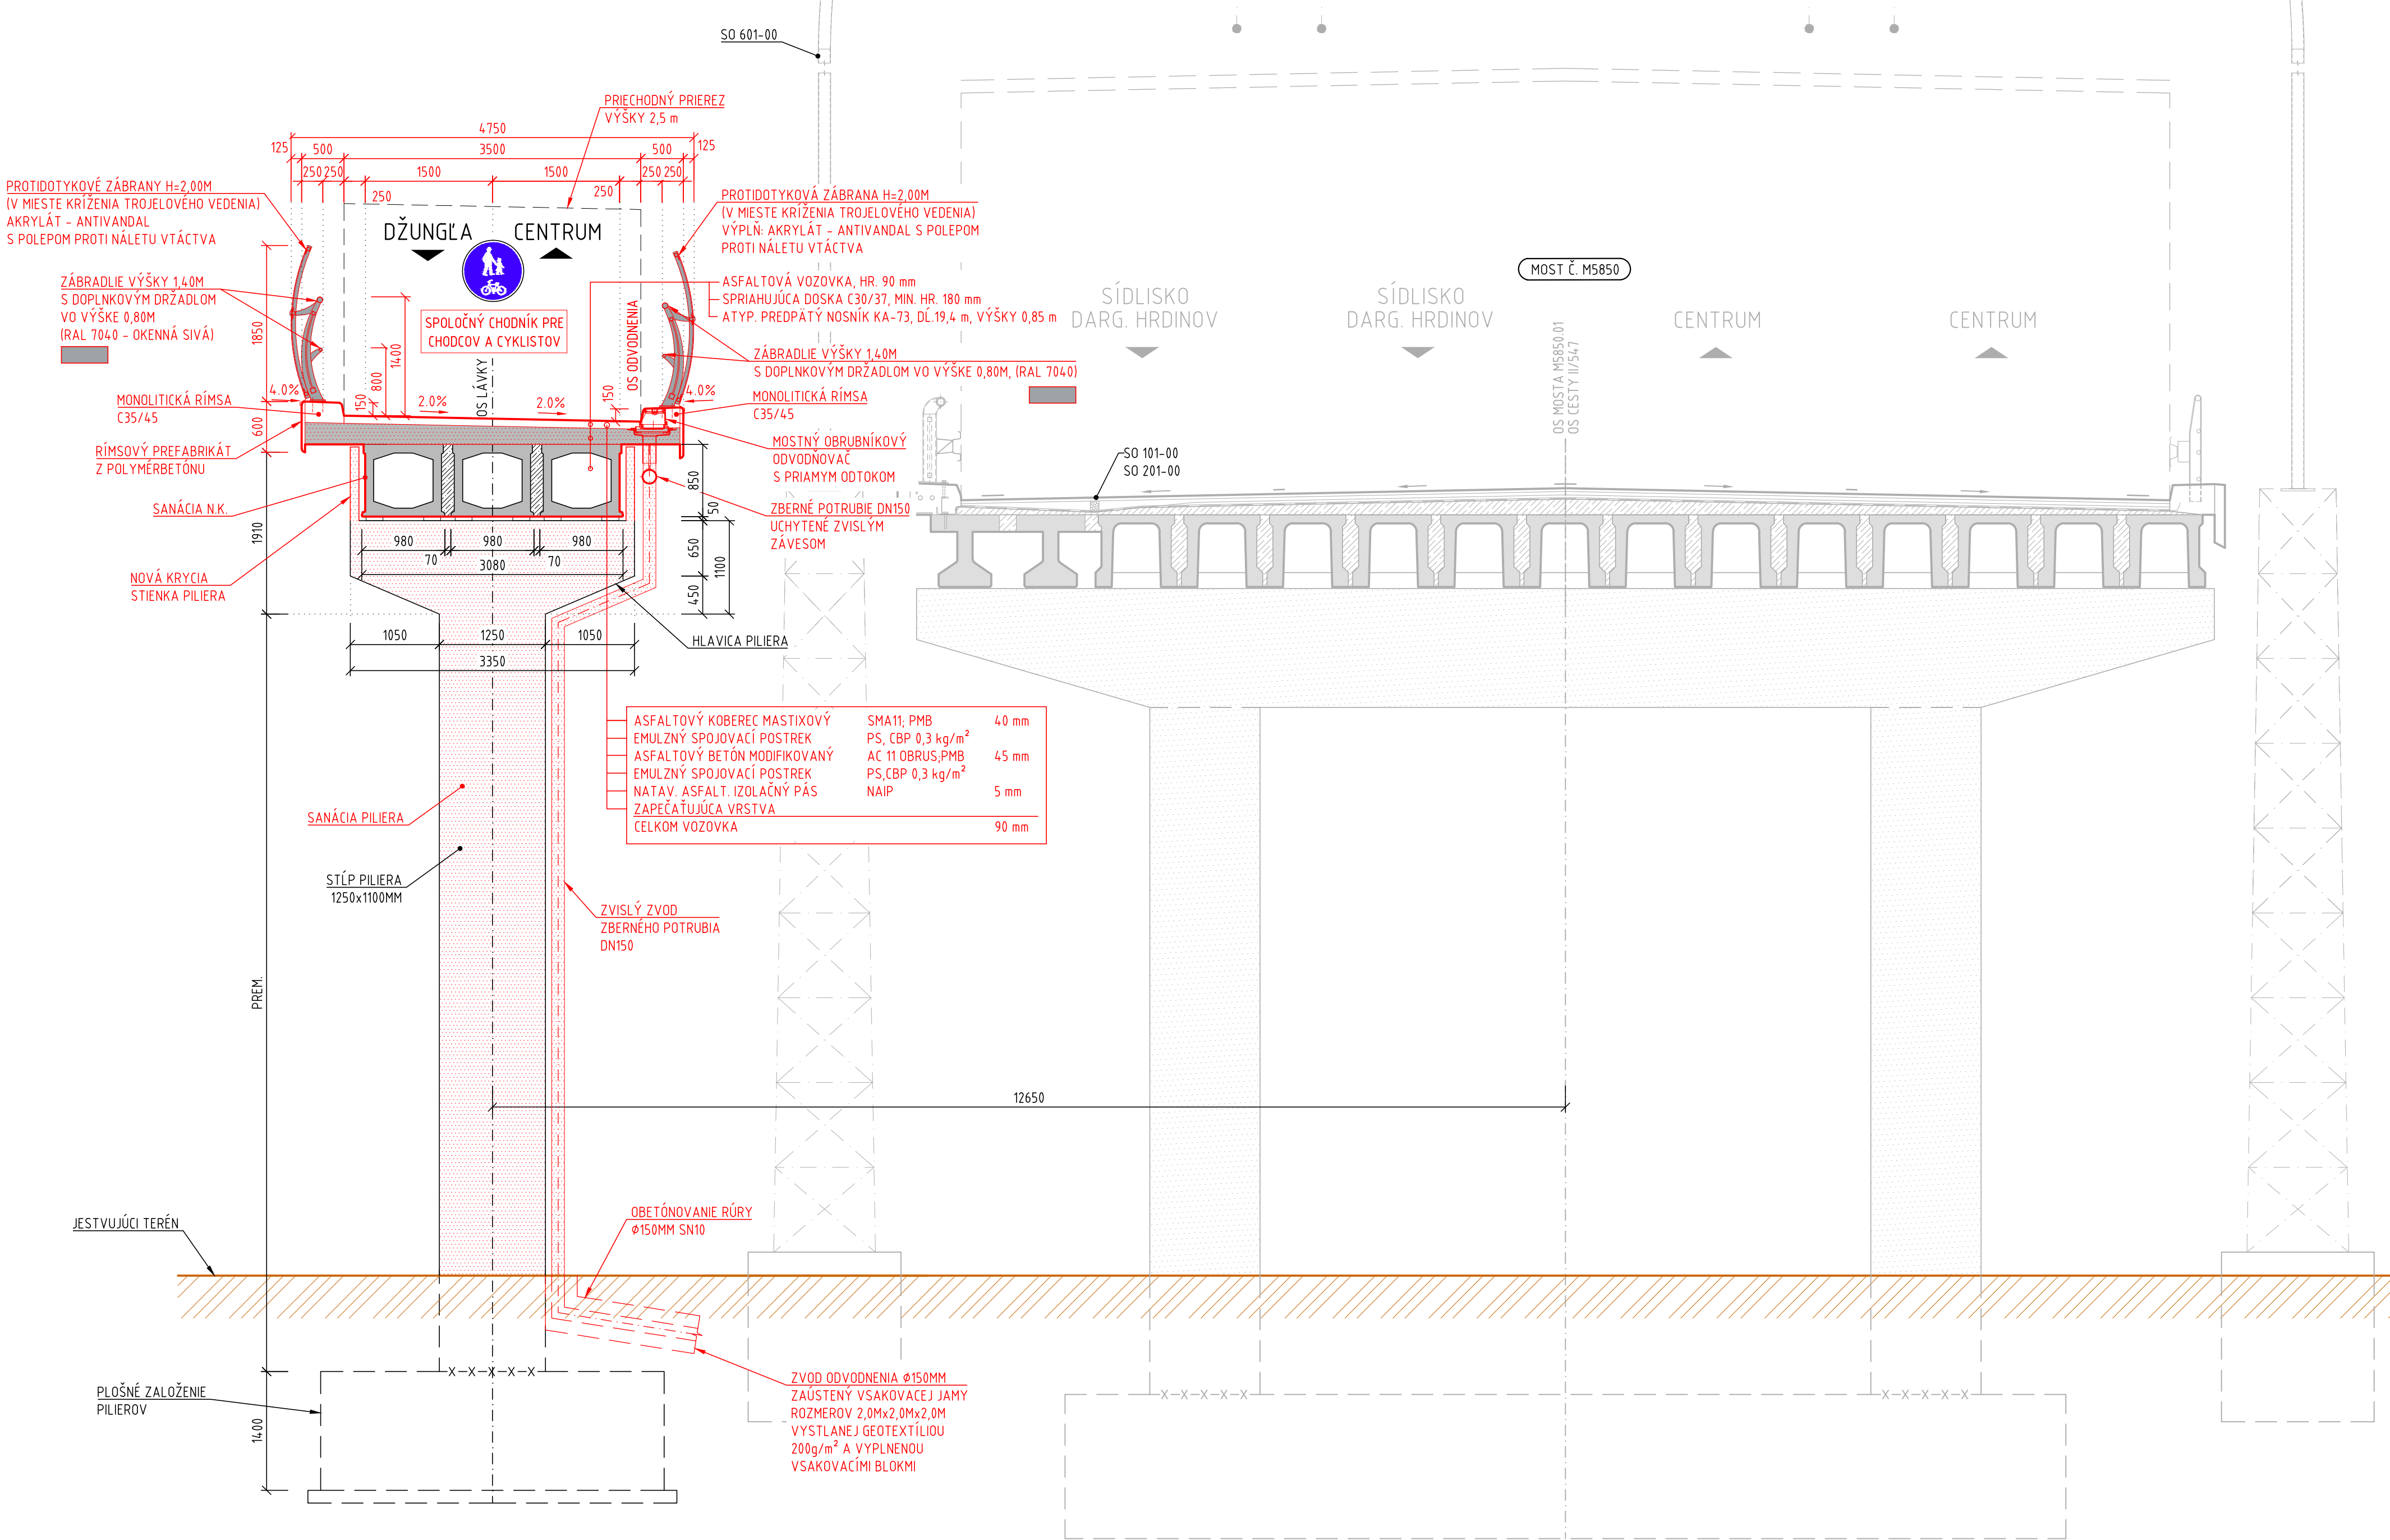 SO 601-00
PRIECHODNÝ PRIEREZ
VÝŠKY 2,5 m
4750
125
500
3500
500
125
250
250
1500
1500
250
250
250
250
PROTIDOTYKOVÉ ZÁBRANY H=2,00M
(V MIESTE KRÍŽENIA TROJELOVÉHO VEDENIA)
AKRYLÁT - ANTIVANDAL
S POLEPOM PROTI NÁLETU VTÁCTVA
PROTIDOTYKOVÁ ZÁBRANA H=2,00M
(V MIESTE KRÍŽENIA TROJELOVÉHO VEDENIA)
VÝPLŇ: AKRYLÁT - ANTIVANDAL S POLEPOM
PROTI NÁLETU VTÁCTVA
DŽUNGĽA
CENTRUM
ZÁBRADLIE VÝŠKY 1,40M
S DOPLNKOVÝM DRŽADLOM
VO VÝŠKE 0,80M
(RAL 7040 - OKENNÁ SIVÁ)
ASFALTOVÁ VOZOVKA, HR. 90 mm
SPRIAHUJÚCA DOSKA C30/37, MIN. HR. 180 mm
ATYP. PREDPÄTÝ NOSNÍK KA-73, DĹ.19,4 m, VÝŠKY 0,85 m
SPOLOČNÝ CHODNÍK PRE
CHODCOV A CYKLISTOV
OS ODVODNENIA
OS LÁVKY
1850
1400
800
150
150
600
ZÁBRADLIE VÝŠKY 1,40M
S DOPLNKOVÝM DRŽADLOM VO VÝŠKE 0,80M, (RAL 7040)
4.0%
2.0%
2.0%
4.0%
MONOLITICKÁ RÍMSA
C35/45
MONOLITICKÁ RÍMSA
C35/45
RÍMSOVÝ PREFABRIKÁT
Z POLYMÉRBETÓNU
MOSTNÝ OBRUBNÍKOVÝ
ODVODŇOVAČ
S PRIAMYM ODTOKOM
SANÁCIA N.K.
ZBERNÉ POTRUBIE DN150
UCHYTENÉ ZVISLÝM
ZÁVESOM
NOVÁ KRYCIA
STIENKA PILIERA
1910
850
50
650
450
1100
980
980
980
70
70
3080
1050
1250
1050
3350
HLAVICA PILIERA
MOST Č. M5850
SÍDLISKO
DARG. HRDINOV
SÍDLISKO
DARG. HRDINOV
CENTRUM
CENTRUM
OS MOSTA M5850.01
OS CESTY II/547
SO 101-00
SO 201-00
ASFALTOVÝ KOBEREC MASTIXOVÝ SMA11; PMB 40 mm
EMULZNÝ SPOJOVACÍ POSTREK PS, CBP 0,3 kg/m²
ASFALTOVÝ BETÓN MODIFIKOVANÝ AC 11 OBRUS;PMB 45 mm
EMULZNÝ SPOJOVACÍ POSTREK PS,CBP 0,3 kg/m²
NATAV. ASFALT. IZOLAČNÝ PÁS NAIP 5 mm
ZAPEČAŤUJÚCA VRSTVA
CELKOM VOZOVKA 90 mm
SANÁCIA PILIERA
STĹP PILIERA
1250x1100MM
ZVISLÝ ZVOD
ZBERNÉHO POTRUBIA
DN150
PREM.
12650
JESTVUJÚCI TERÉN
OBETÓNOVANIE RÚRY
Φ150MM SN10
PLOŠNÉ ZALOŽENIE
PILIEROV
1400
X-X-X-X-X
X-X-X-X-X
X-X-X-X-X
ZVOD ODVODNENIA Φ150MM
ZAÚSTENÝ VSAKOVACEJ JAMY
ROZMEROV 2,0Mx2,0Mx2,0M
VYSTLANEJ GEOTEXTÍLIOU
200g/m² A VYPLNENOU
VSAKOVACÍMI BLOKMI